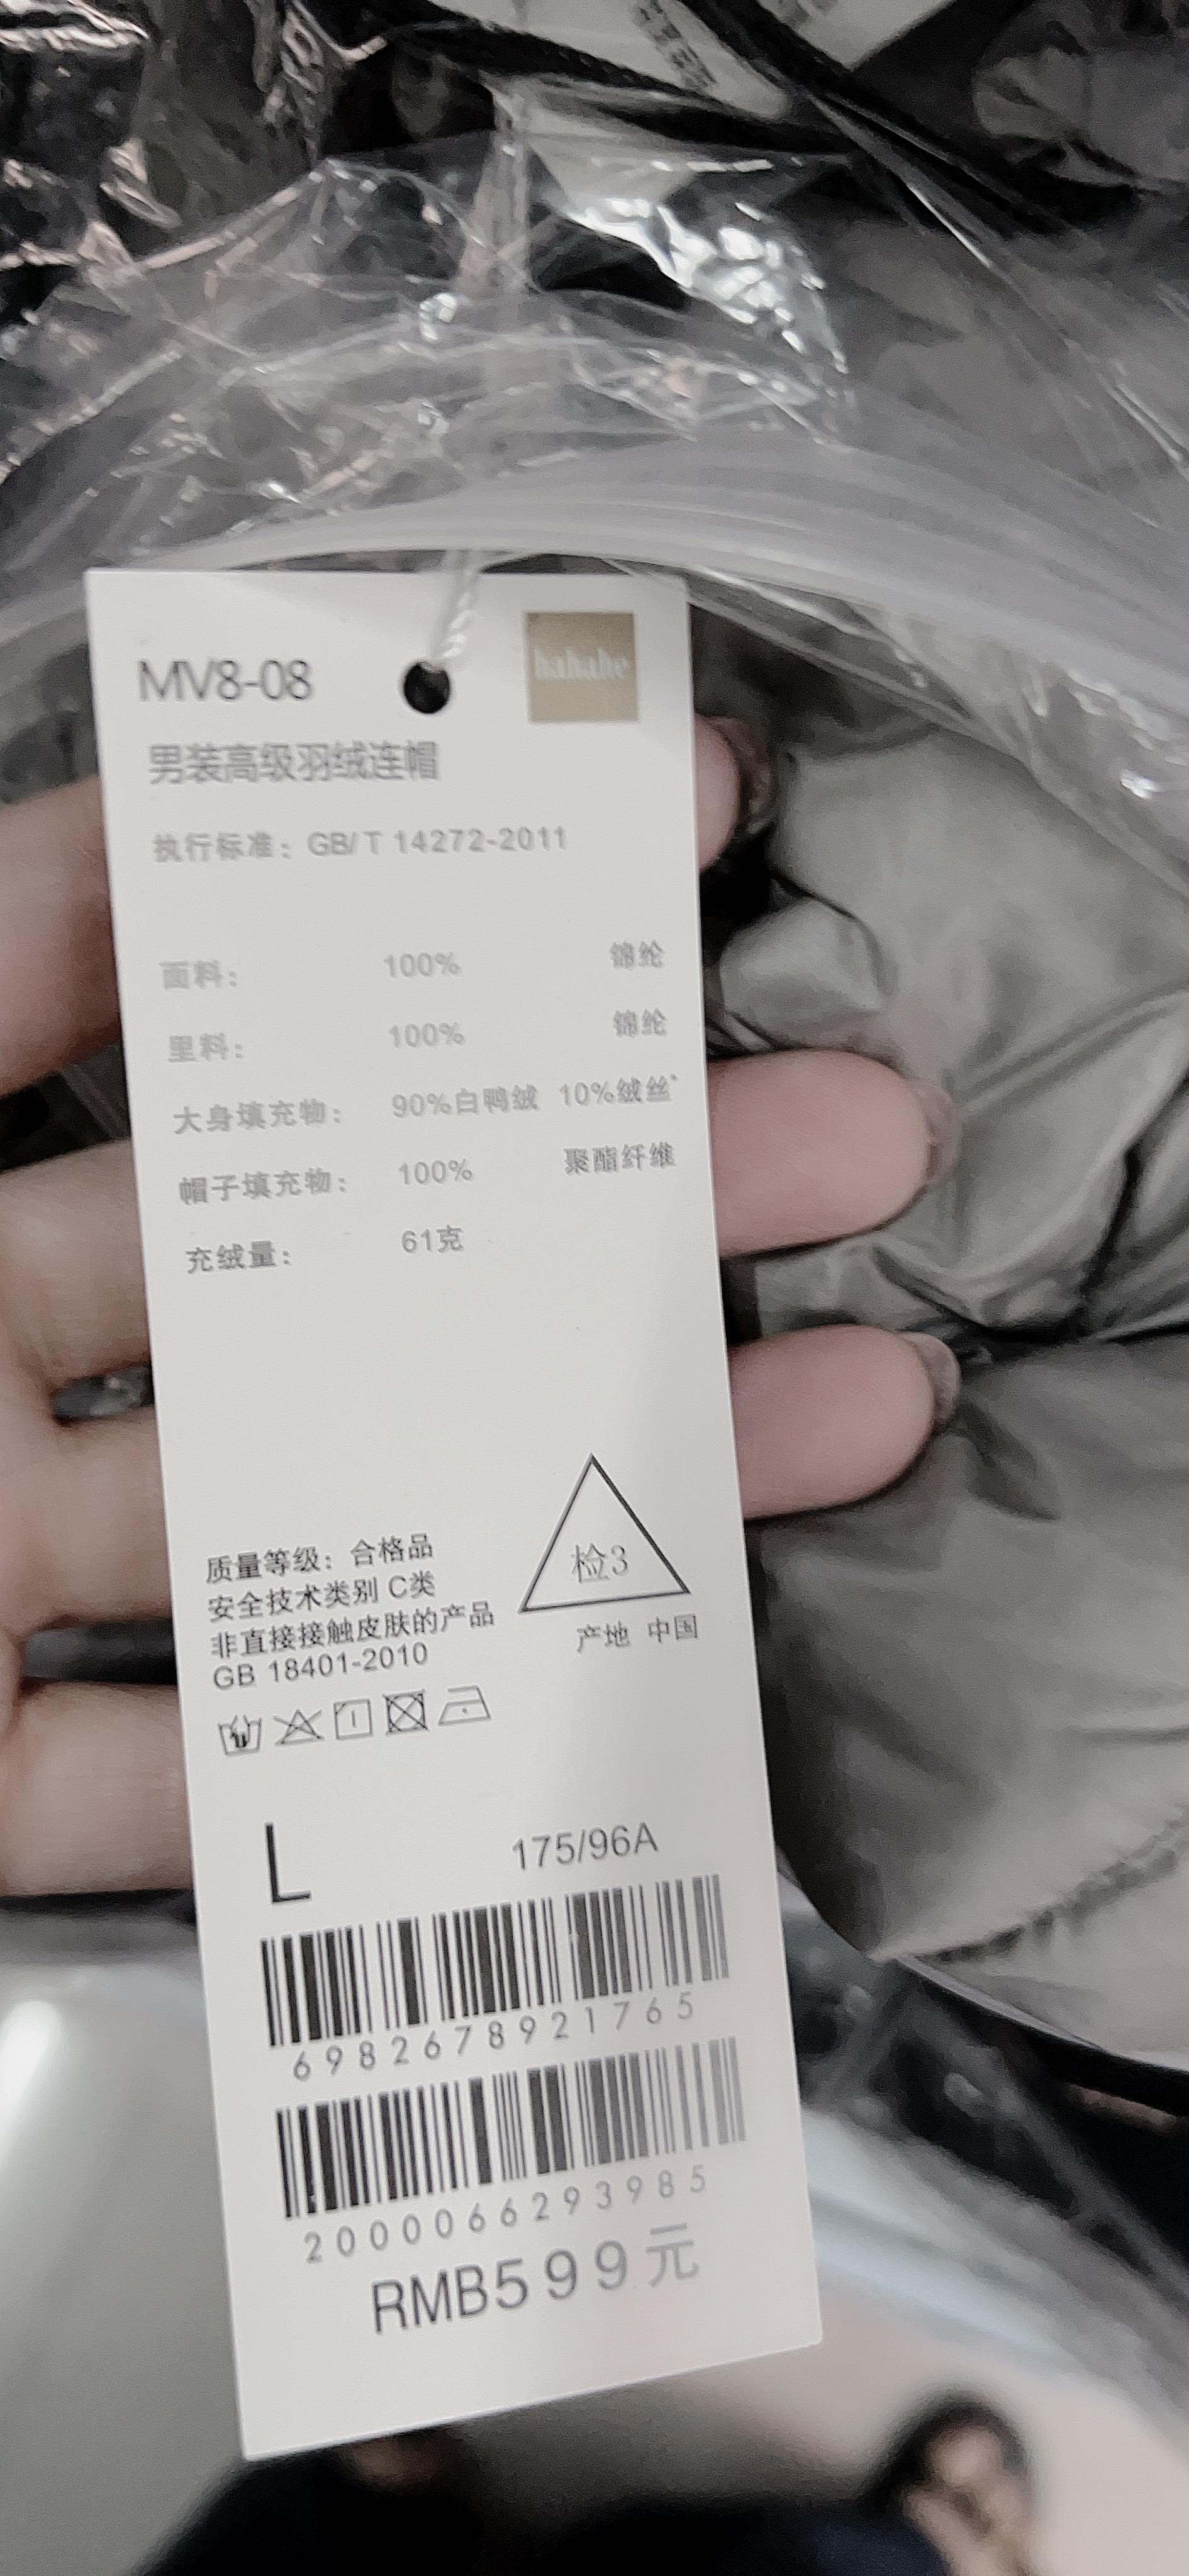 MV8-08
男装高级羽绒连帽
执行标准：GB/T 14272-2011
面料： 100% 锦纶
里料： 100% 锦纶
大身填充物： 90%白鸭绒 10%绒丝
帽子填充物： 100% 聚酯纤维
充绒量： 61克
质量等级：合格品
安全技术类别 C类
非直接接触皮肤的产品
GB 18401-2010
检3
产地 中国
L 175/96A
6982678921765
2000066293985
RMB599元